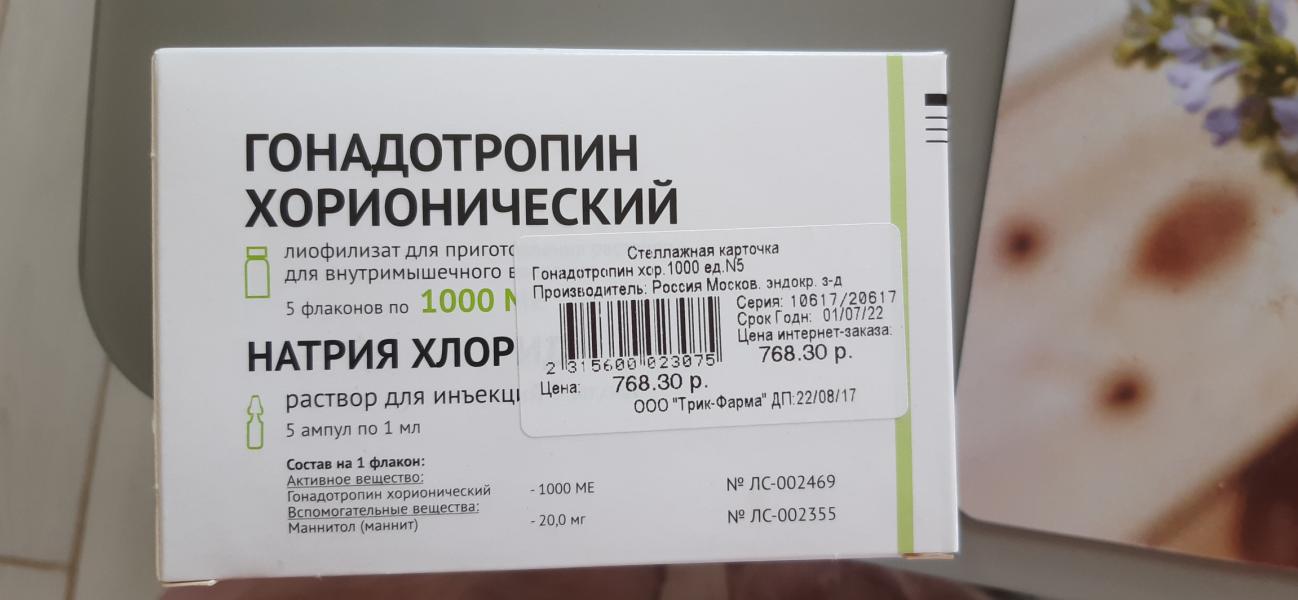 ГОНАДОТРОПИН
ХОРИОНИЧЕСКИЙ
лиофилизат для
для внутримышечного
5 флаконов по 1000
Стеллажная карточка
Гонадотропин хор.1000 ед.N5
Производитель: Россия Москов. эндокр. з-д
Серия: 10617/20617
Срок Годн: 01/07/22
Цена интернет-заказа:
768.30 р.
2 315600 023075
Цена: 768.30 р.
ООО "Трик-Фарма" ДП:22/08/17
НАТРИЯ ХЛОР
раствор для инъекц
5 ампул по 1 мл
Состав на 1 флакон:
Активное вещество:
Гонадотропин хорионический - 1000 МЕ
Вспомогательные вещества:
Маннитол (маннит) - 20,0 мг
№ ЛС-002469
№ ЛС-002355